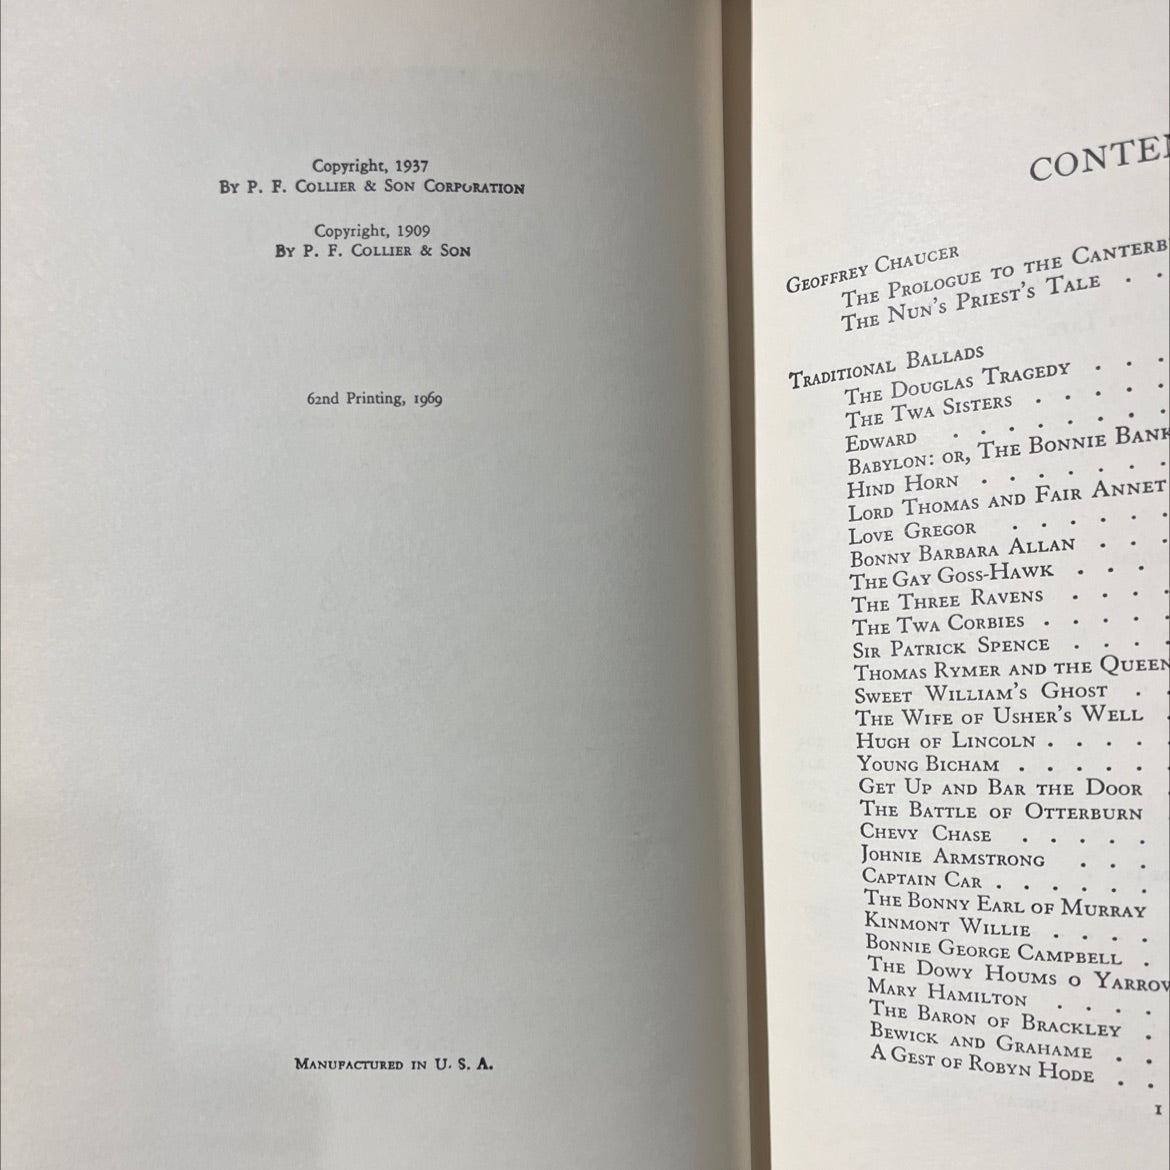 Copyright, 1937
By P. F. Collier & Son Corporation
Copyright, 1909
By P. F. Collier & Son
62nd Printing, 1969
Manufactured in U. S. A.
Geoffrey Chaucer
The Prologue to the
The Nun's Priest's Tale . .
Traditional Ballads
The Douglas Tragedy . . .
The Twa Sisters . . . . .
Edward . . . . . . . .
Babylon: or, The Bonnie
Hind Horn . . . . . . .
Lord Thomas and Fair Annet
Love Gregor . . . . . .
Bonny Barbara Allan . . .
The Gay Goss-Hawk . . .
The Three Ravens . . . .
The Twa Corbies . . . . .
Sir Patrick Spence . . . .
Thomas Rymer and the Queen
Sweet William's Ghost . .
The Wife of Usher's Well
Hugh of Lincoln . . . . .
Young Bicham . . . . . .
Get Up and Bar the Door
The Battle of Otterburn
Chevy Chase . . . . .
Johnie Armstrong . . .
Captain Car . . . . . .
The Bonny Earl of Murray
Kinmont Willie . . . .
Bonnie George Campbell .
The Dowy Houms o
Mary Hamilton . . . .
The Baron of Brackley .
Bewick and Grahame . .
A Gest of Robyn Hode . .
1